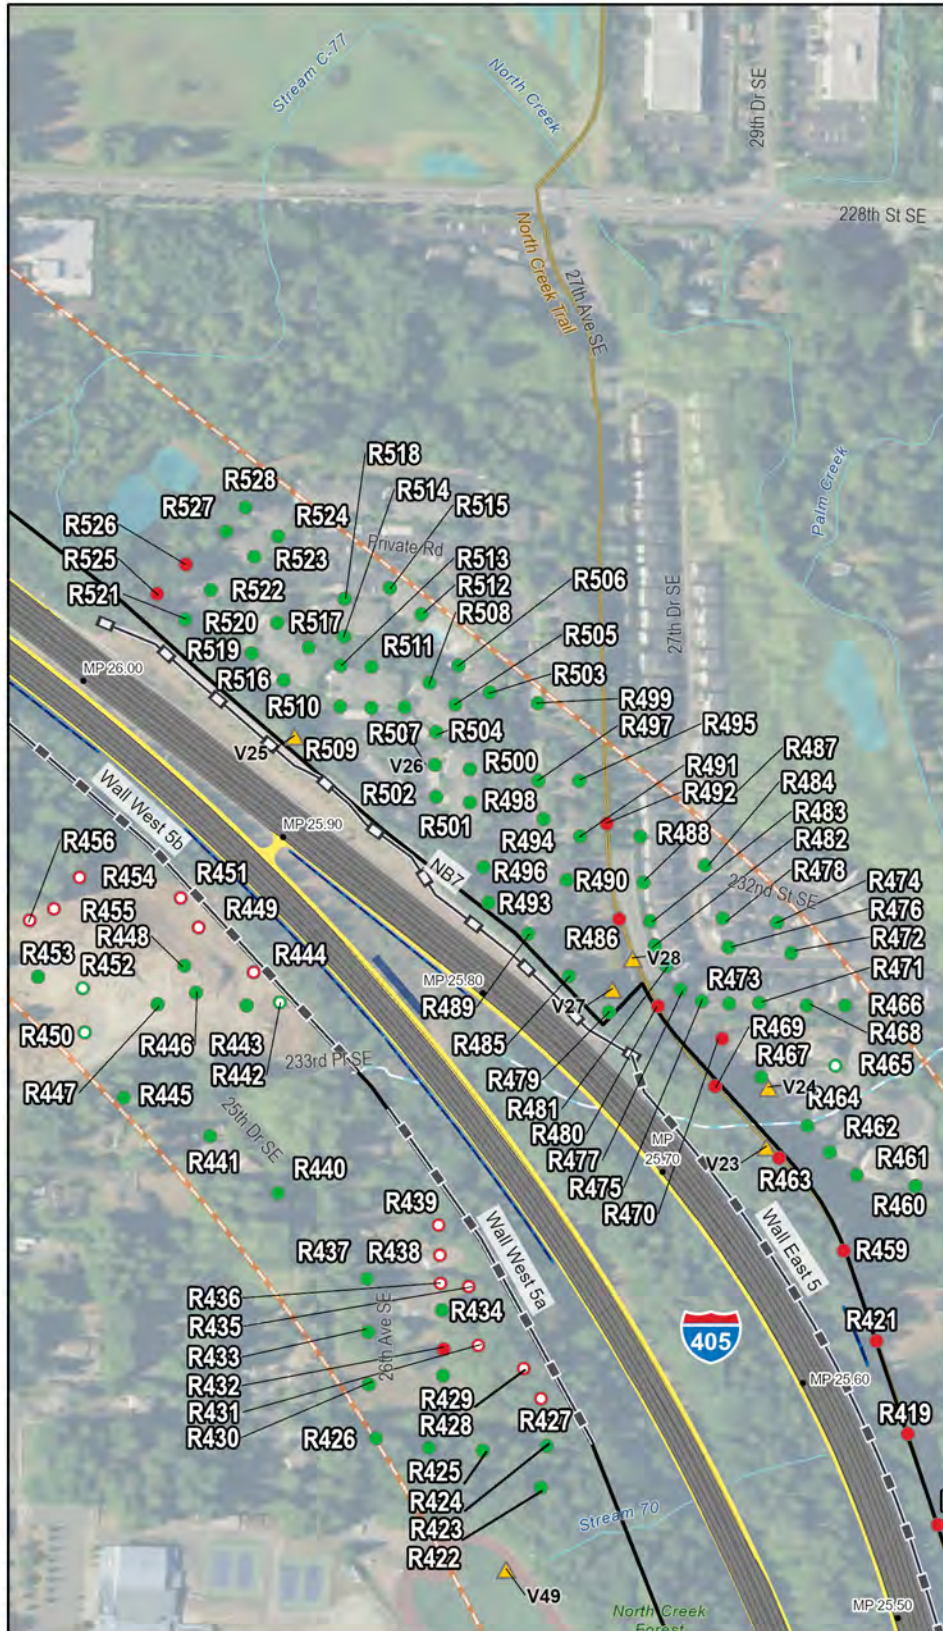 Stream C-77
North Creek
29th Dr SE
228th St SE
North Creek Trail
27th Ave SE
Palm Creek
R518
R528
R514
R527
R524
R515
R526
Private Rd
R523
R513
R525
R512
R506
R521
R522
R508
27th Dr SE
R520
R517
R505
R519
R511
R503
MP 26.00
R516
R499
R510
R497
R507
R504
R495
V25
R509
V26
R500
R487
R491
R484
Wall West 5b
R502
R498
R492
R483
MP 25.90
R501
R482
R456
R494
R488
R478
NB7
R454
R451
R496
R490
232nd St SE
R474
R455
R449
R493
R476
R448
R486
R472
R453
R444
V28
R452
MP 25.80
R473
R471
R489
V27
R450
R446
R443
R485
R469
R466
233rd Pl SE
R468
R447
R442
R467
R465
R479
R445
V24
R481
R464
25th Dr SE
R480
R462
MP
R441
R477
25.70
V23
R461
R440
R475
R463
R439
R460
R470
Wall West 5a
Wall East 5
R437
R438
R459
R436
26th Ave SE
R434
R435
405
R421
R433
R432
MP 25.60
R431
R429
R430
R428
R427
R419
R426
R425
R424
Stream 70
R423
R422
V49
MP 25.50
North Creek
Forest